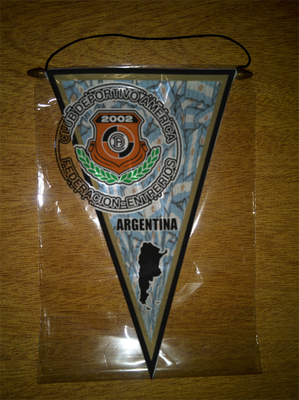 CLUB DEPORTIVO AMERICA
2002
FEDERACION-ENTRE RIOS
ARGENTINA